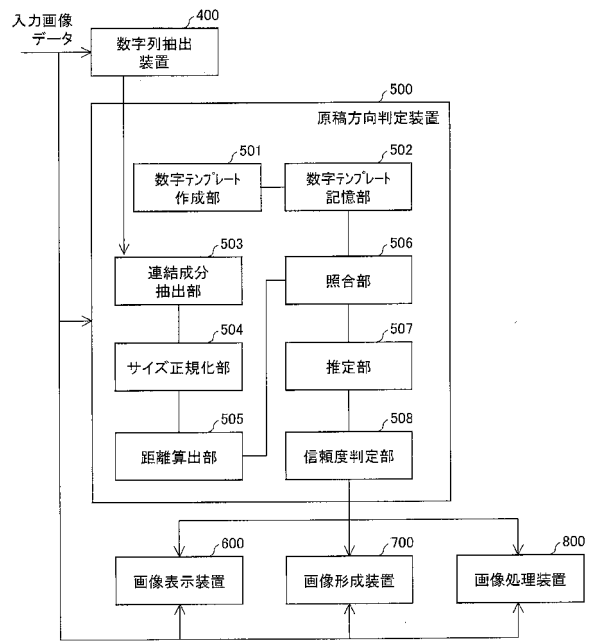 入力画像
データ
400
数字列抽出
装置
500
原稿方向判定装置
501
数字テンプレート
作成部
502
数字テンプレート
記憶部
503
連結成分
抽出部
506
照合部
504
サイズ正規化部
507
推定部
505
距離算出部
508
信頼度判定部
600
画像表示装置
700
画像形成装置
800
画像処理装置